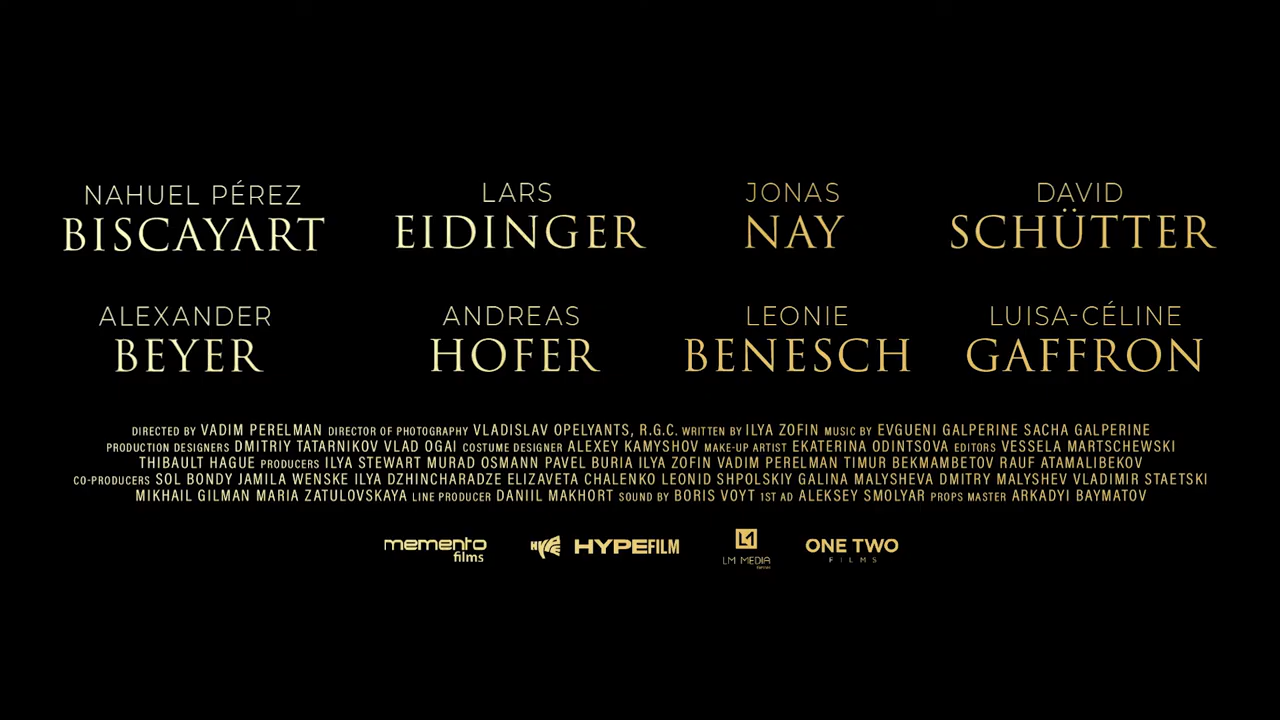 NAHUEL PÉREZ
BISCAYART
LARS
EIDINGER
JONAS
NAY
DAVID
SCHÜTTER
ALEXANDER
BEYER
ANDREAS
HOFER
LEONIE
BENESCH
LUISA-CÉLINE
GAFFRON
DIRECTED BY VADIM PERELMAN DIRECTOR OF PHOTOGRAPHY VLADISLAV OPELYANTS, R.G.C. WRITTEN BY ILYA ZOFIN MUSIC BY EVGUENI GALPERINE SACHA GALPERINE
PRODUCTION DESIGNERS DMITRIY TATARNIKOV VLAD OGAI COSTUME DESIGNER ALEXEY KAMYSHOV MAKE-UP ARTIST EKATERINA ODINTSOVA EDITORS VESSELA MARTSCHEWSKI
THIBAULT HAGUE PRODUCERS ILYA STEWART MURAD OSMANN PAVEL BURIA ILYA ZOFIN VADIM PERELMAN TIMUR BEKMAMBETOV RAUF ATAMALIBEKOV
CO-PRODUCERS SOL BONDY JAMILA WENSKE ILYA DZHINCHARADZE ELIZAVETA CHALENKO LEONID SHPOLSKIY GALINA MALYSHEVA DMITRY MALYSHEV VLADIMIR STAETSKI
MIKHAIL GILMAN MARIA ZATULOVSKAYA LINE PRODUCER DANIIL MAKHORT SOUND BY BORIS VOYT 1ST AD ALEKSEY SMOLYAR PROPS MASTER ARKADYI BAYMATOV
memento
films
HYPE HYPEFILM
LM
LM MEDIA
ONE TWO
FILMS